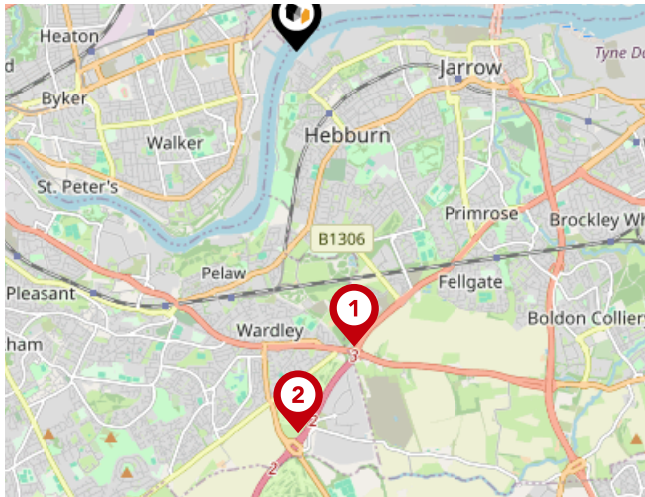 Heaton
Tyne Do
d
Jarrow
Byker
Hebburn
Walker
St. Peter's
Primrose
Brockley Wh
B1306
Pelaw
Fellgate
Pleasant
1
Boldon Colliery
Wardley
ham
3
2
2
2